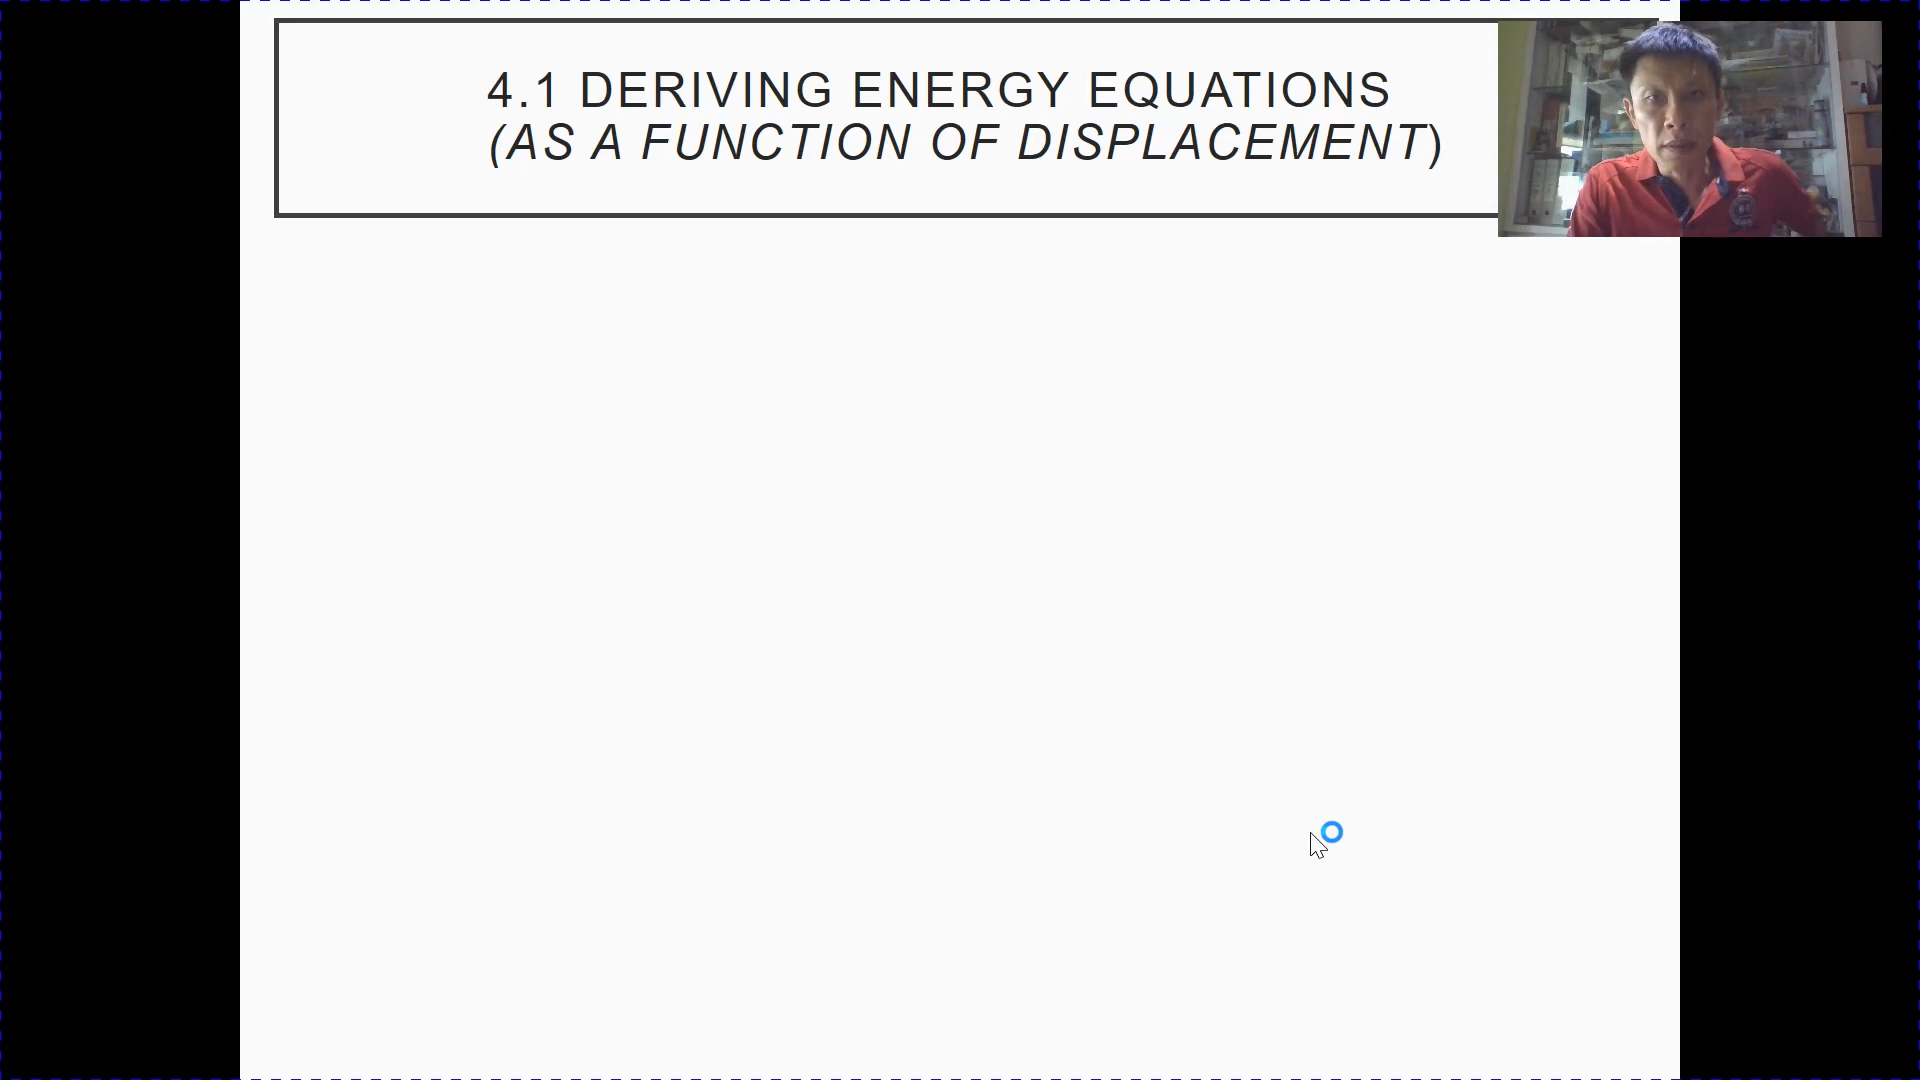 4.1 DERIVING ENERGY EQUATIONS
(AS A FUNCTION OF DISPLACEMENT)